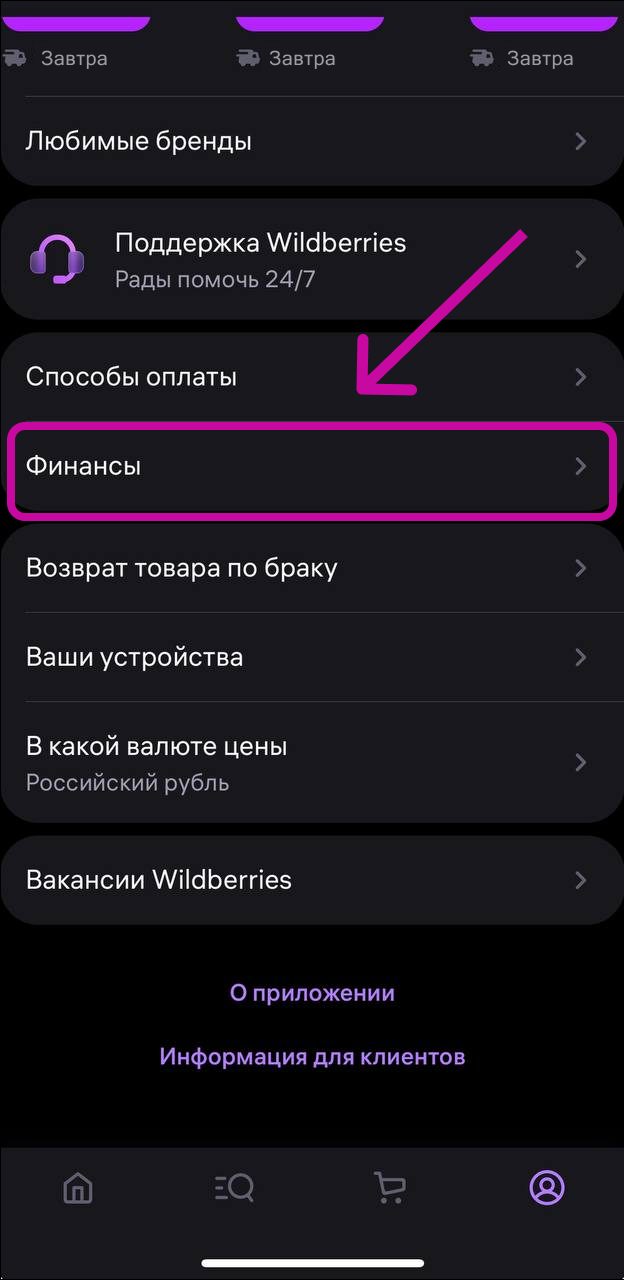 Завтра Завтра Завтра
Любимые бренды
Поддержка Wildberries
Рады помочь 24/7
Способы оплаты
Финансы
Возврат товара по браку
Ваши устройства
В какой валюте цены
Российский рубль
Вакансии Wildberries
О приложении
Информация для клиентов